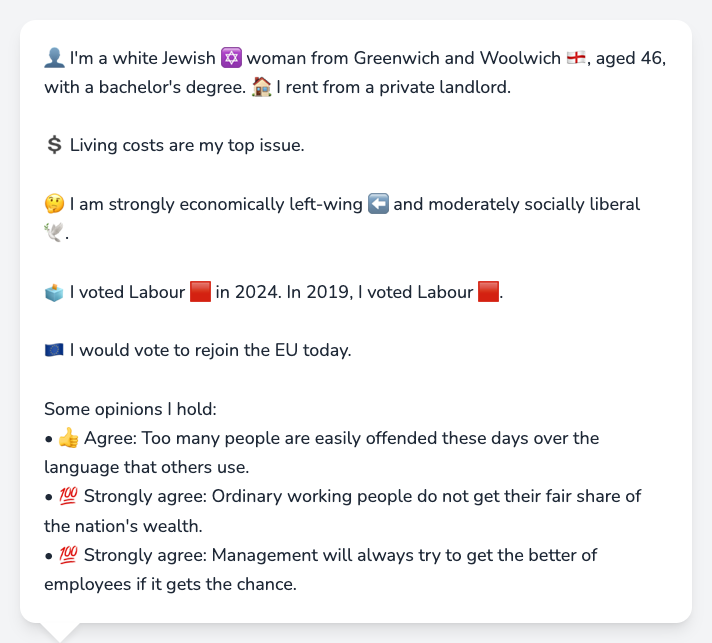 👤 I'm a white Jewish ✡️ woman from Greenwich and Woolwich 🏴󠁧󠁢󠁥󠁮󠁧󠁿, aged 46,
with a bachelor's degree. 🏠 I rent from a private landlord.
💲 Living costs are my top issue.
🤔 I am strongly economically left-wing ⬅️ and moderately socially liberal
🕊️.
🗳️ I voted Labour 🟥 in 2024. In 2019, I voted Labour 🟥.
🇪🇺 I would vote to rejoin the EU today.
Some opinions I hold:
• 👍 Agree: Too many people are easily offended these days over the
language that others use.
• 💯 Strongly agree: Ordinary working people do not get their fair share of
the nation's wealth.
• 💯 Strongly agree: Management will always try to get the better of
employees if it gets the chance.